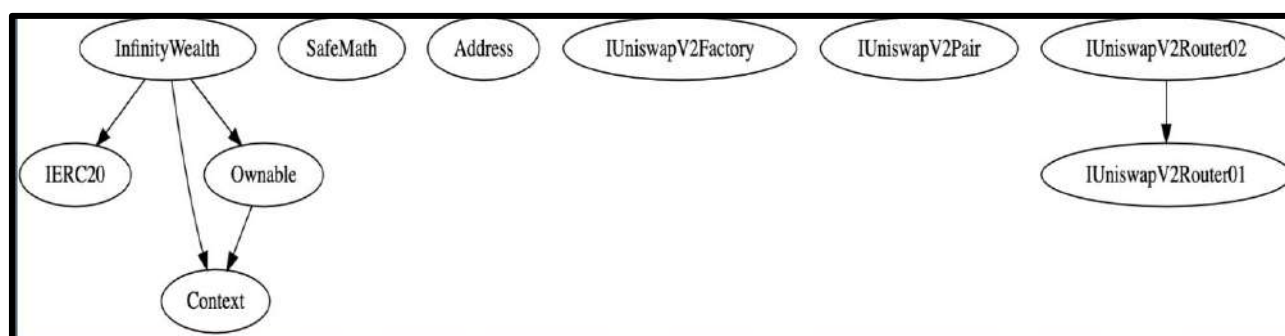 InfinityWealth
SafeMath
Address
IUniswapV2Factory
IUniswapV2Pair
IUniswapV2Router02
IERC20
Ownable
IUniswapV2Router01
Context